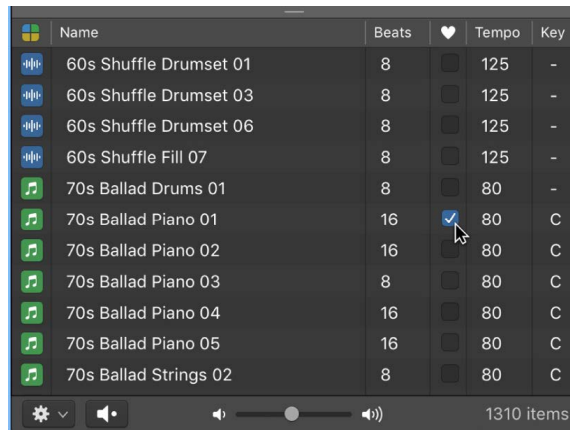 Name Beats Tempo Key
60s Shuffle Drumset 01 8 125 -
60s Shuffle Drumset 03 8 125 -
60s Shuffle Drumset 06 8 125 -
60s Shuffle Fill 07 8 125 -
70s Ballad Drums 01 8 80 -
70s Ballad Piano 01 16 80 C
70s Ballad Piano 02 16 80 C
70s Ballad Piano 03 8 80 C
70s Ballad Piano 04 16 80 C
70s Ballad Piano 05 16 80 C
70s Ballad Strings 02 8 80 C
1310 items